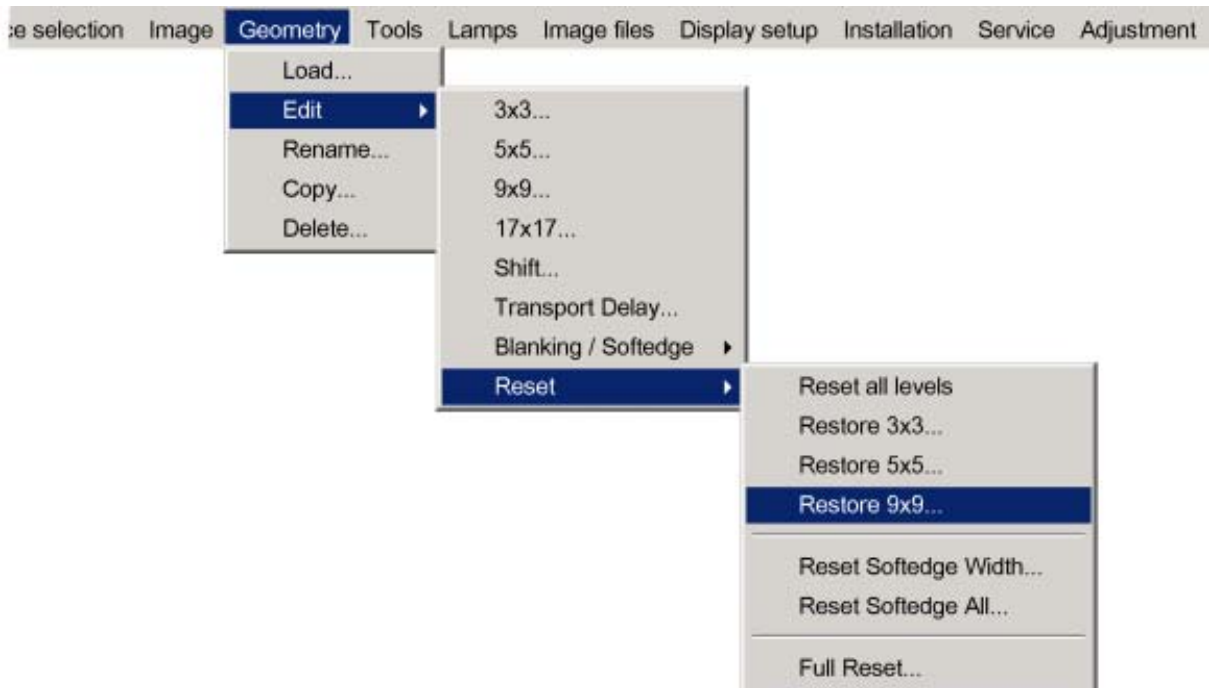 ce selection Image Geometry Tools Lamps Image files Display setup Installation Service Adjustment
Load...
Edit
Rename...
Copy...
Delete...
3x3...
5x5...
9x9...
17x17...
Shift...
Transport Delay...
Blanking / Softedge
Reset
Reset all levels
Restore 3x3...
Restore 5x5...
Restore 9x9...
Reset Softedge Width...
Reset Softedge All...
Full Reset...